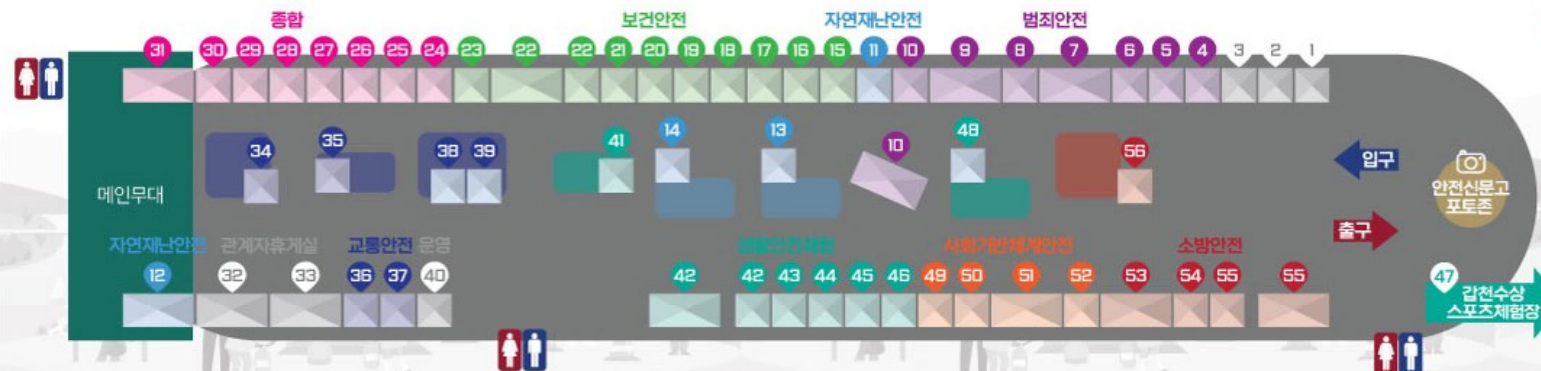 종합 보건안전 자연재난안전 범죄안전
31 30 29 28 27 26 25 24 23 22 22 21 20 19 18 17 16 15 11 10 9 8 7 6 5 4 3 2 1
34 35 38 39 41 14 13 10 48 56
메인무대
입구
출구
안전신문고
포토존
자연재난안전 관계자휴게실 교통안전 운영 생활안전체험 사회기반체계안전 소방안전
12 32 33 36 37 40 42 42 43 44 45 46 49 50 51 52 53 54 55 55
47 갑천수상
스포츠체험장